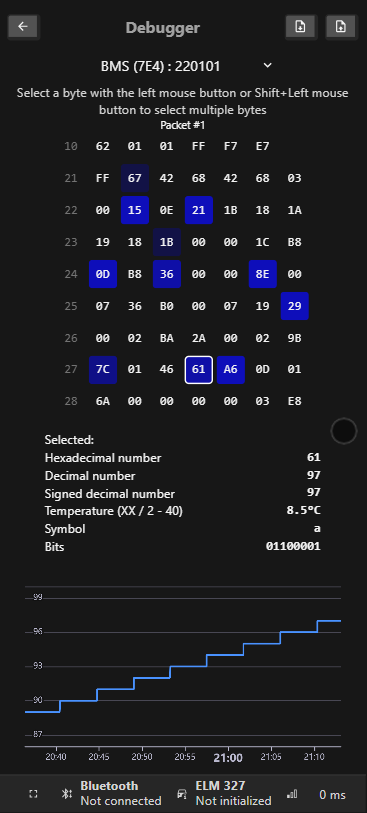 Debugger
BMS (7E4) : 220101
Select a byte with the left mouse button or Shift+Left mouse
button to select multiple bytes
Packet #1
10 62 01 01 FF F7 E7
21 FF 67 42 68 42 68 03
22 00 15 0E 21 1B 18 1A
23 19 18 1B 00 00 1C B8
24 0D B8 36 00 00 8E 00
25 07 36 B0 00 07 19 29
26 00 02 BA 2A 00 02 9B
27 7C 01 46 61 A6 0D 01
28 6A 00 00 00 00 03 E8
Selected:
Hexadecimal number 61
Decimal number 97
Signed decimal number 97
Temperature (XX / 2 - 40) 8.5°C
Symbol a
Bits 01100001
99
96
93
90
87
20:40 20:45 20:50 20:55 21:00 21:05 21:10
Bluetooth
Not connected
ELM 327
Not initialized
0 ms